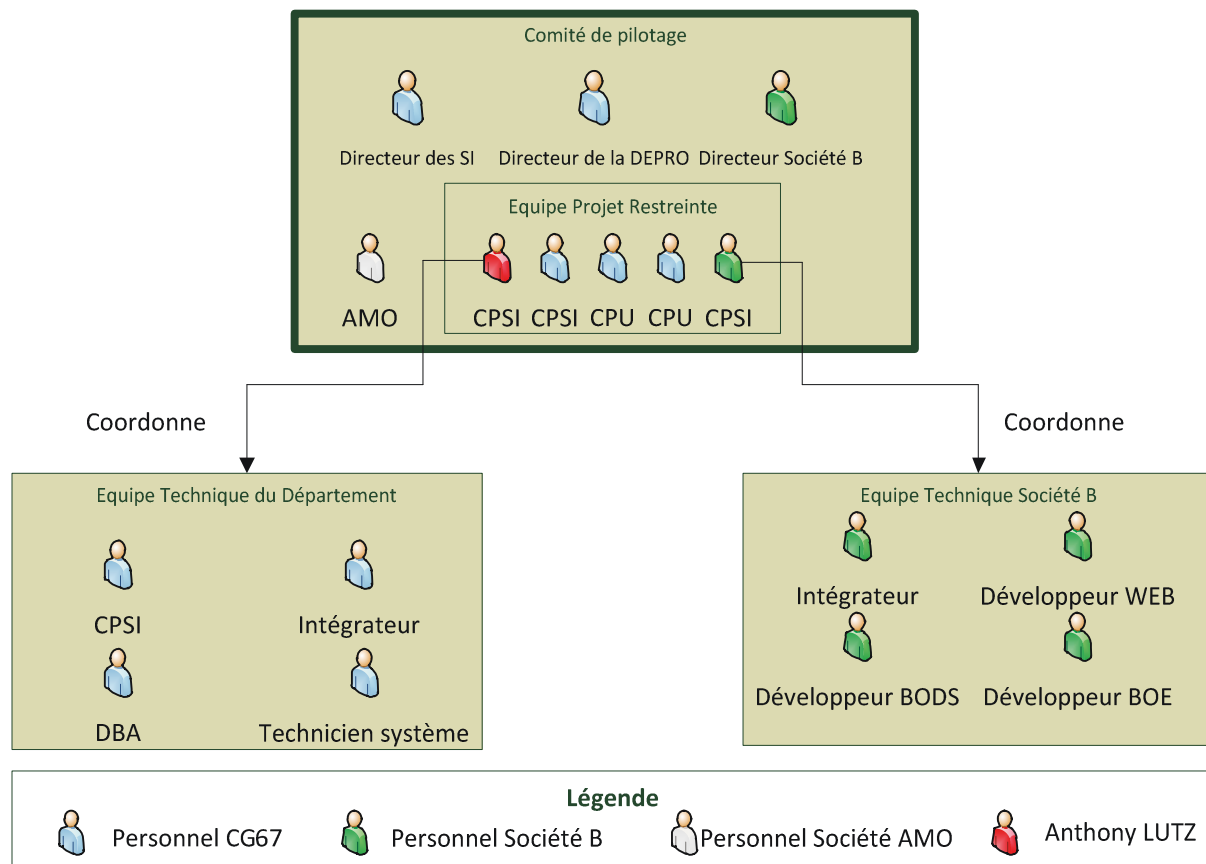 Comité de pilotage
Directeur des SI Directeur de la DEPRO Directeur Société B
Equipe Projet Restreinte
AMO CPSI CPSI CPU CPU CPSI
Coordonne Coordonne
Equipe Technique du Département
CPSI Intégrateur
DBA Technicien système
Equipe Technique Société B
Intégrateur Développeur WEB
Développeur BODS Développeur BOE
Légende
Personnel CG67 Personnel Société B Personnel Société AMO Anthony LUTZ